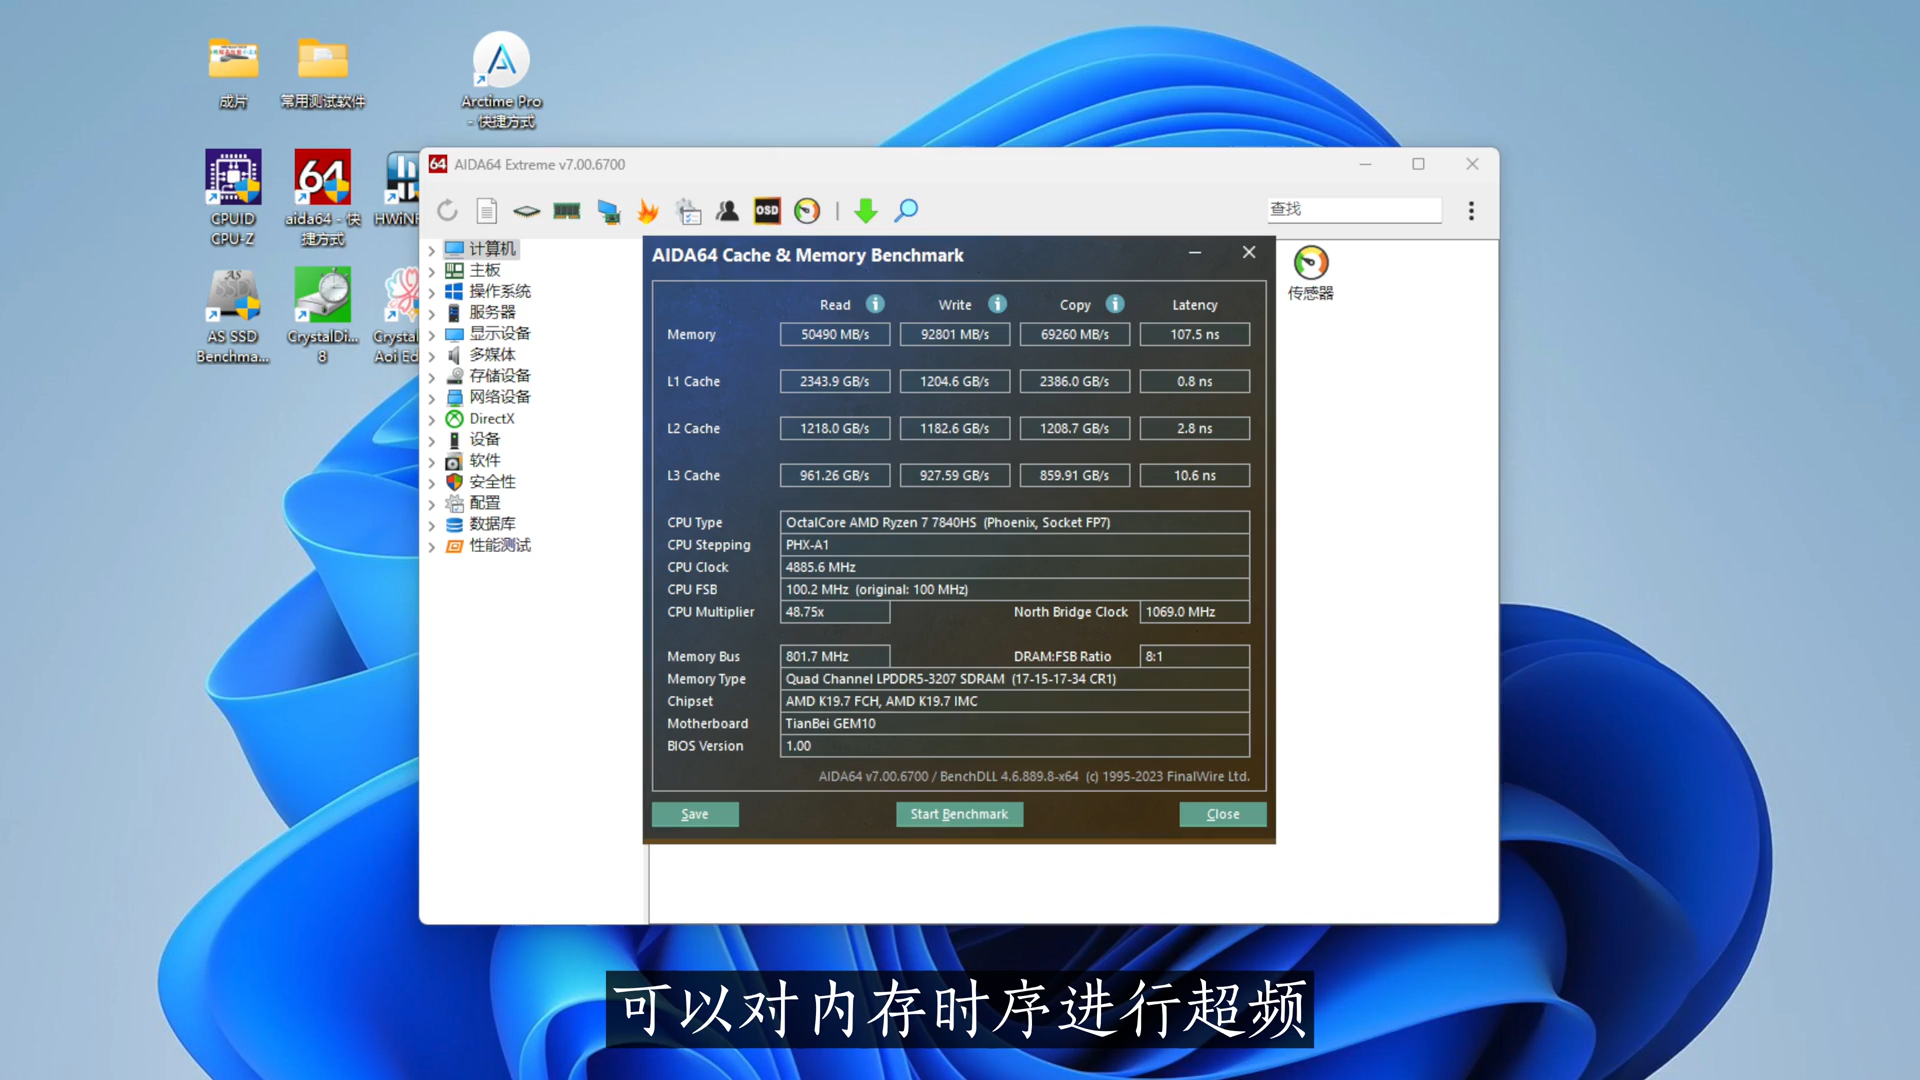 成片
常用测试软件
Arctime Pro
- 快捷方式
CPUID
CPU-Z
aida64 - 快
捷方式
HWiN
AS SSD
Benchma...
CrystalDi...
8
Crystal
Aoi Ed
64 AIDA64 Extreme v7.00.6700
OSD
查找
计算机
主板
操作系统
服务器
显示设备
多媒体
存储设备
网络设备
DirectX
设备
软件
安全性
配置
数据库
性能测试
传感器
AIDA64 Cache & Memory Benchmark
Read Write Copy Latency
Memory 50490 MB/s 92801 MB/s 69260 MB/s 107.5 ns
L1 Cache 2343.9 GB/s 1204.6 GB/s 2386.0 GB/s 0.8 ns
L2 Cache 1218.0 GB/s 1182.6 GB/s 1208.7 GB/s 2.8 ns
L3 Cache 961.26 GB/s 927.59 GB/s 859.91 GB/s 10.6 ns
CPU Type OctalCore AMD Ryzen 7 7840HS (Phoenix, Socket FP7)
CPU Stepping PHX-A1
CPU Clock 4885.6 MHz
CPU FSB 100.2 MHz (original: 100 MHz)
CPU Multiplier 48.75x North Bridge Clock 1069.0 MHz
Memory Bus 801.7 MHz DRAM:FSB Ratio 8:1
Memory Type Quad Channel LPDDR5-3207 SDRAM (17-15-17-34 CR1)
Chipset AMD K19.7 FCH, AMD K19.7 IMC
Motherboard TianBei GEM10
BIOS Version 1.00
AIDA64 v7.00.6700 / BenchDLL 4.6.889.8-x64 (c) 1995-2023 FinalWire Ltd.
Save Start Benchmark Close
可以对内存时序进行超频